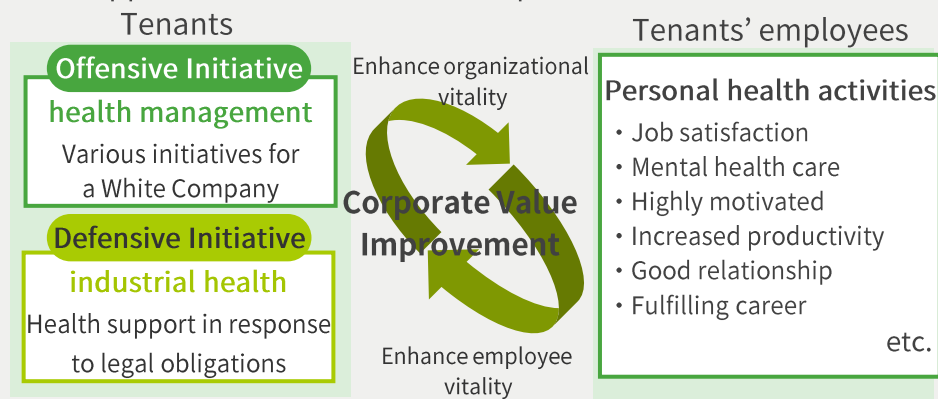 Tenants
Offensive Initiative
health management
Various initiatives for
a White Company
Defensive Initiative
industrial health
Health support in response
to legal obligations
Enhance organizational
vitality
Corporate Value
Improvement
Enhance employee
vitality
Tenants’ employees
Personal health activities
・Job satisfaction
・Mental health care
・Highly motivated
・Increased productivity
・Good relationship
・Fulfilling career
etc.